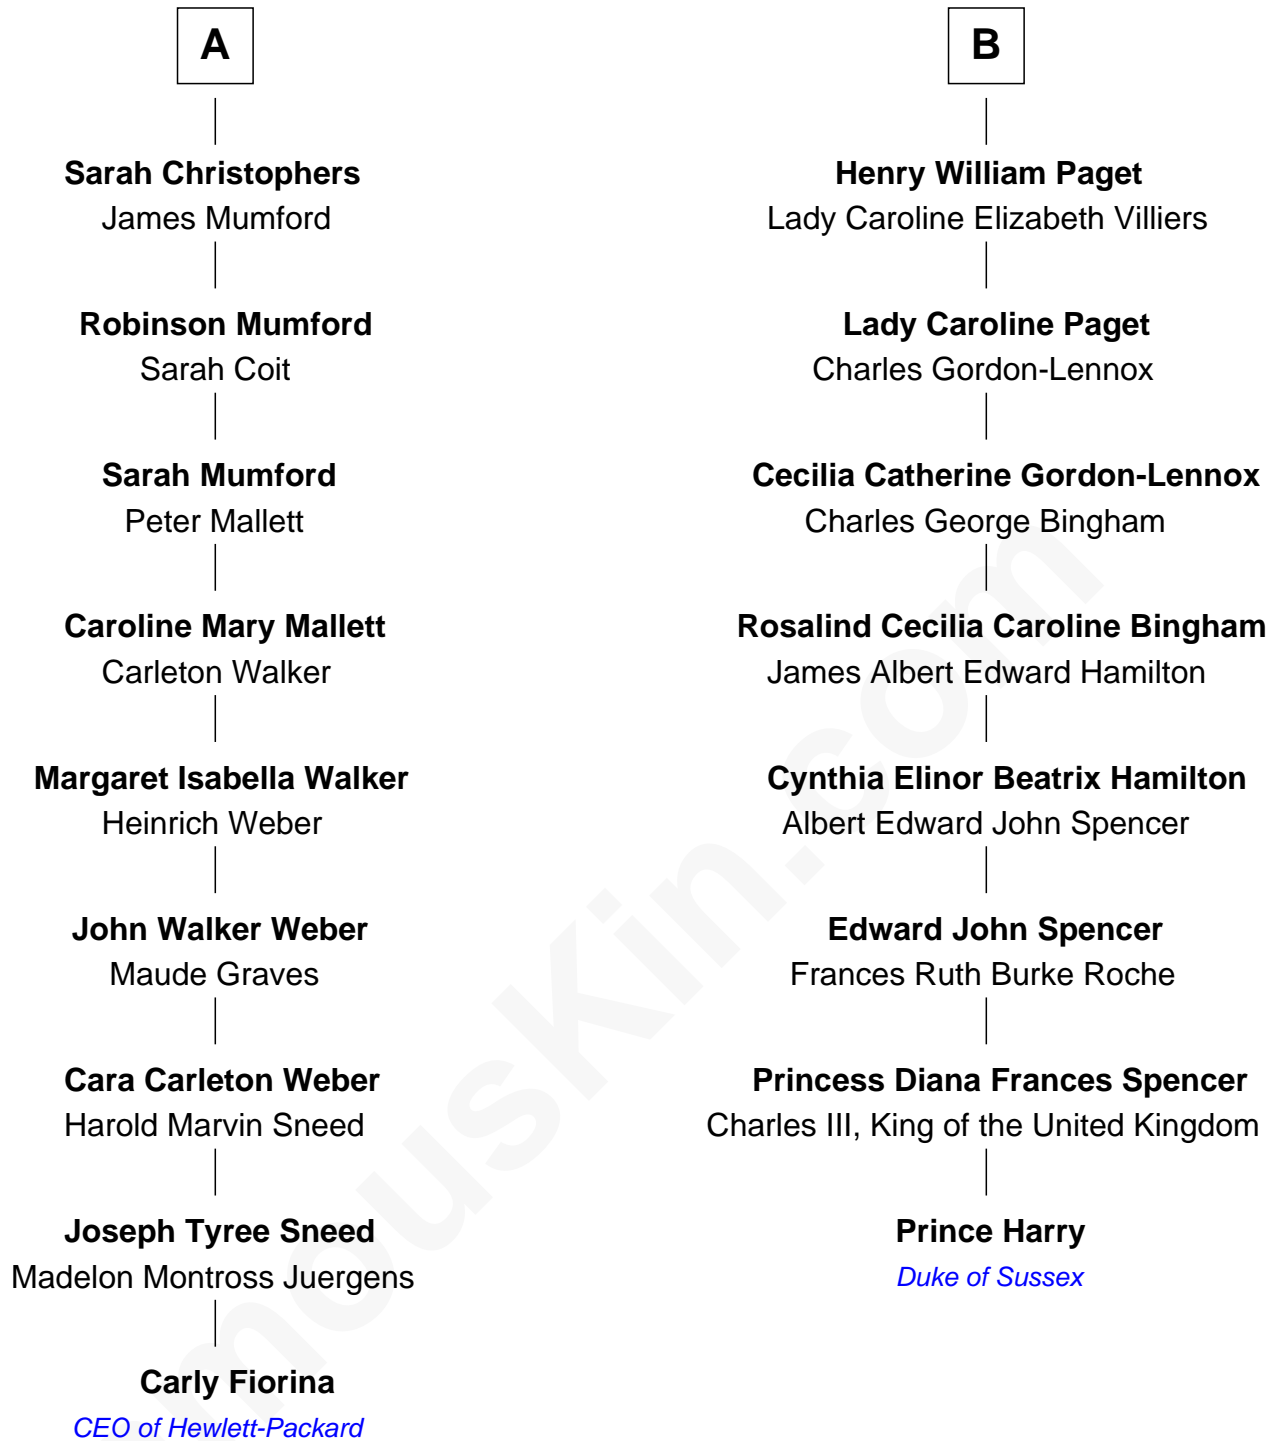 A
Sarah Christophers
James Mumford
Robinson Mumford
Sarah Coit
Sarah Mumford
Peter Mallett
Caroline Mary Mallett
Carleton Walker
Margaret Isabella Walker
Heinrich Weber
John Walker Weber
Maude Graves
Cara Carleton Weber
Harold Marvin Sneed
Joseph Tyree Sneed
Madelon Montross Juergens
Carly Fiorina
CEO of Hewlett-Packard
B
Henry William Paget
Lady Caroline Elizabeth Villiers
Lady Caroline Paget
Charles Gordon-Lennox
Cecilia Catherine Gordon-Lennox
Charles George Bingham
Rosalind Cecilia Caroline Bingham
James Albert Edward Hamilton
Cynthia Elinor Beatrix Hamilton
Albert Edward John Spencer
Edward John Spencer
Frances Ruth Burke Roche
Princess Diana Frances Spencer
Charles III, King of the United Kingdom
Prince Harry
Duke of Sussex
mousKin.com